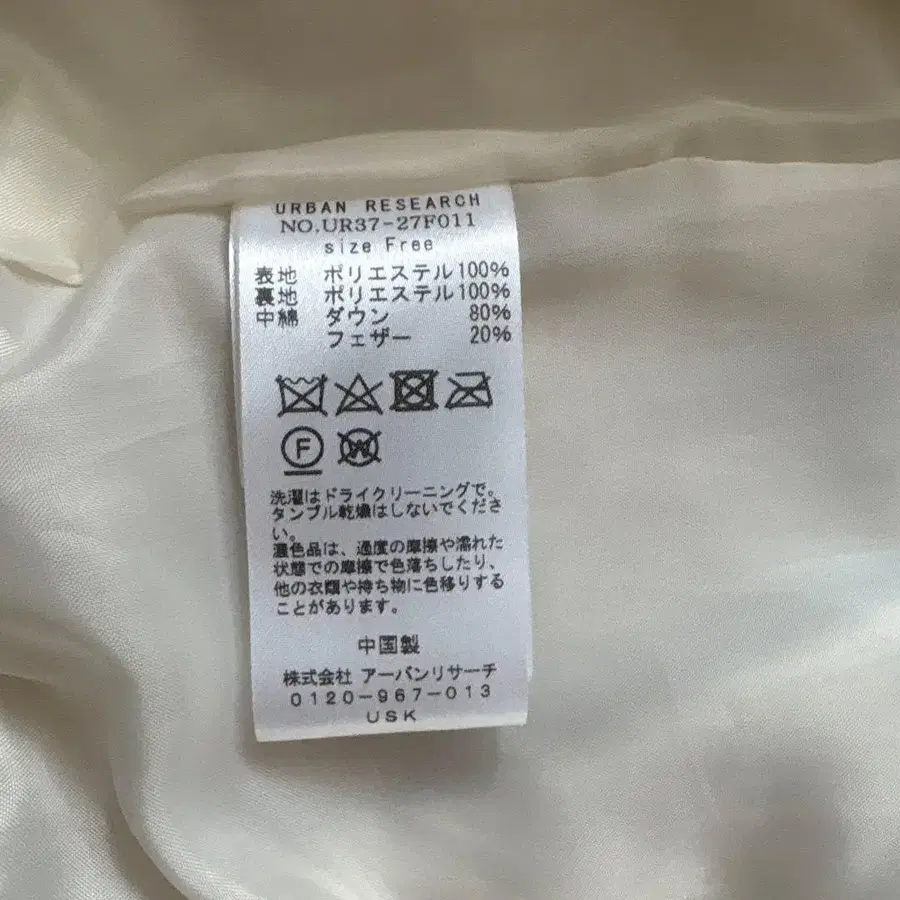 URBAN RESEARCH
NO.UR37-27F011
size Free
表地 ポリエステル100%
裏地 ポリエステル100%
中綿 ダウン 80%
フェザー 20%
F W
洗濯はドライクリーニングで。
タンブル乾燥はしないでくださ
い。
濃色品は、過度の摩擦や濡れた
状態での摩擦で色落ちしたり、
他の衣類や持ち物に色移りする
ことがあります。
中国製
株式会社 アーバンリサーチ
0120-967-013
USK